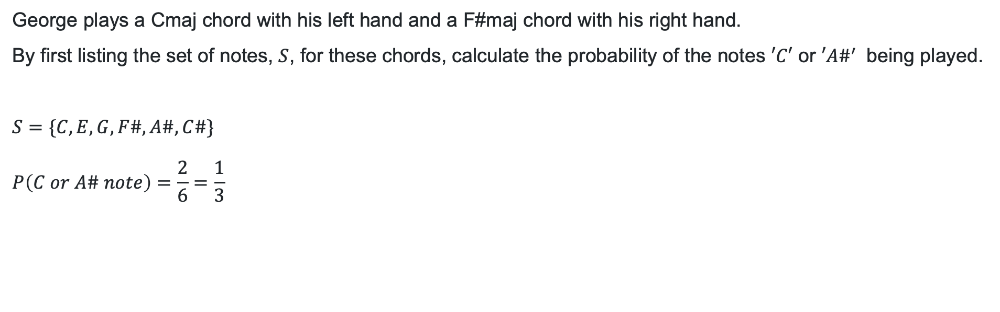 George plays a Cmaj chord with his left hand and a F#maj chord with his right hand.
By first listing the set of notes, S, for these chords, calculate the probability of the notes 'C' or 'A#' being played.
S = {C, E, G, F#, A#, C#}
P(C or A# note) = 2/6 = 1/3